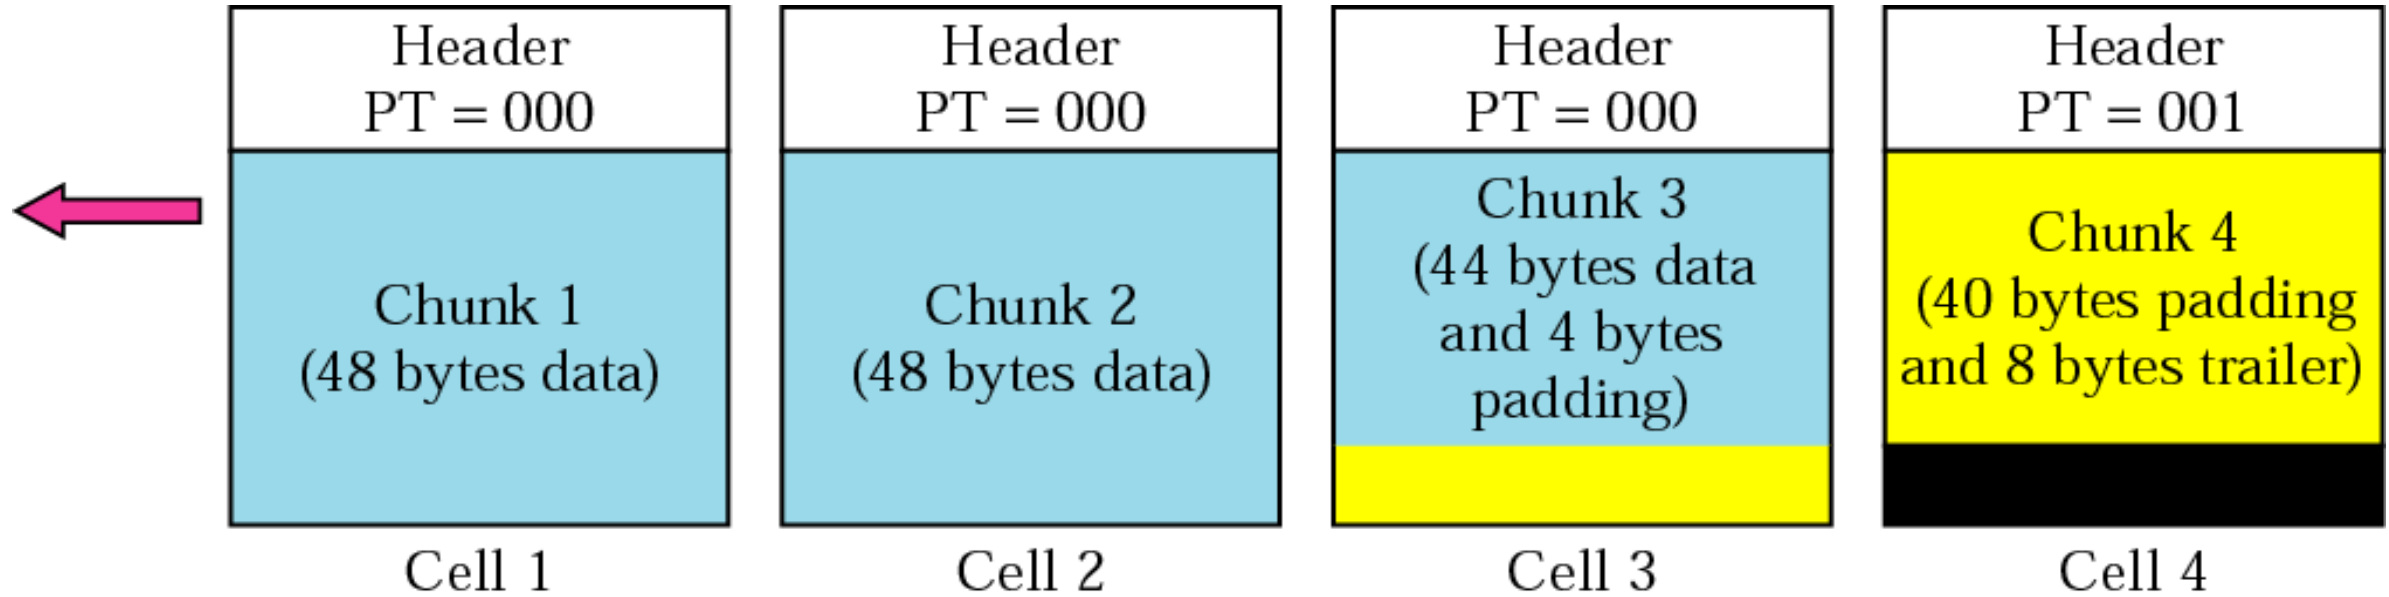 Header
PT = 000
Chunk 1
(48 bytes data)
Cell 1
Header
PT = 000
Chunk 2
(48 bytes data)
Cell 2
Header
PT = 000
Chunk 3
(44 bytes data
and 4 bytes
padding)
Cell 3
Header
PT = 001
Chunk 4
(40 bytes padding
and 8 bytes trailer)
Cell 4